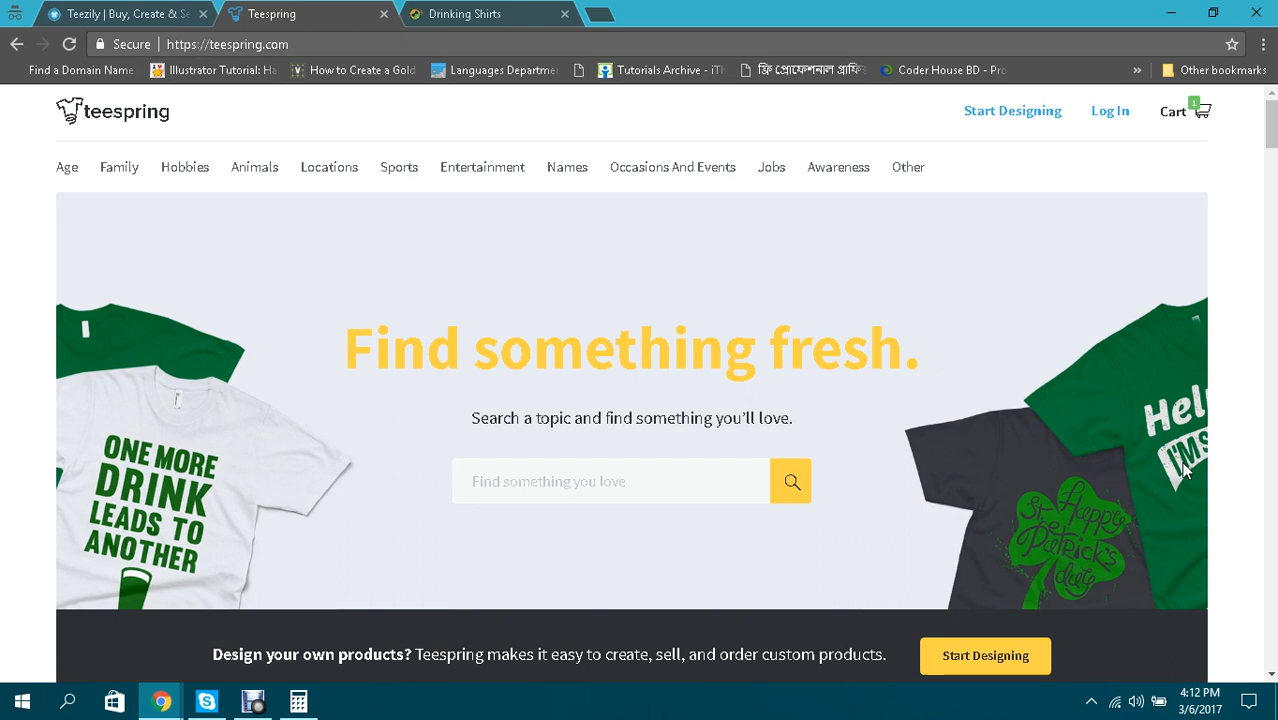 Teezily | Buy, Create & Se
Teespring
Drinking Shirts
Secure
https://teespring.com
Find a Domain Name
Illustrator Tutorial: Ha
How to Create a Gold
Languages Departme
Tutorials Archive - iTh
ফ্রি প্রোফেশনাল গ্রাফি
Coder House BD - Pro
Other bookmarks
teespring
Start Designing
Log In
Cart
1
Age
Family
Hobbies
Animals
Locations
Sports
Entertainment
Names
Occasions And Events
Jobs
Awareness
Other
Find something fresh.
Search a topic and find something you'll love.
Find something you love
ONE MORE
DRINK
LEADS TO
ANOTHER
Happy
St. Patrick's
day
I'M
Design your own products? Teespring makes it easy to create, sell, and order custom products.
Start Designing
4:12 PM
3/6/2017